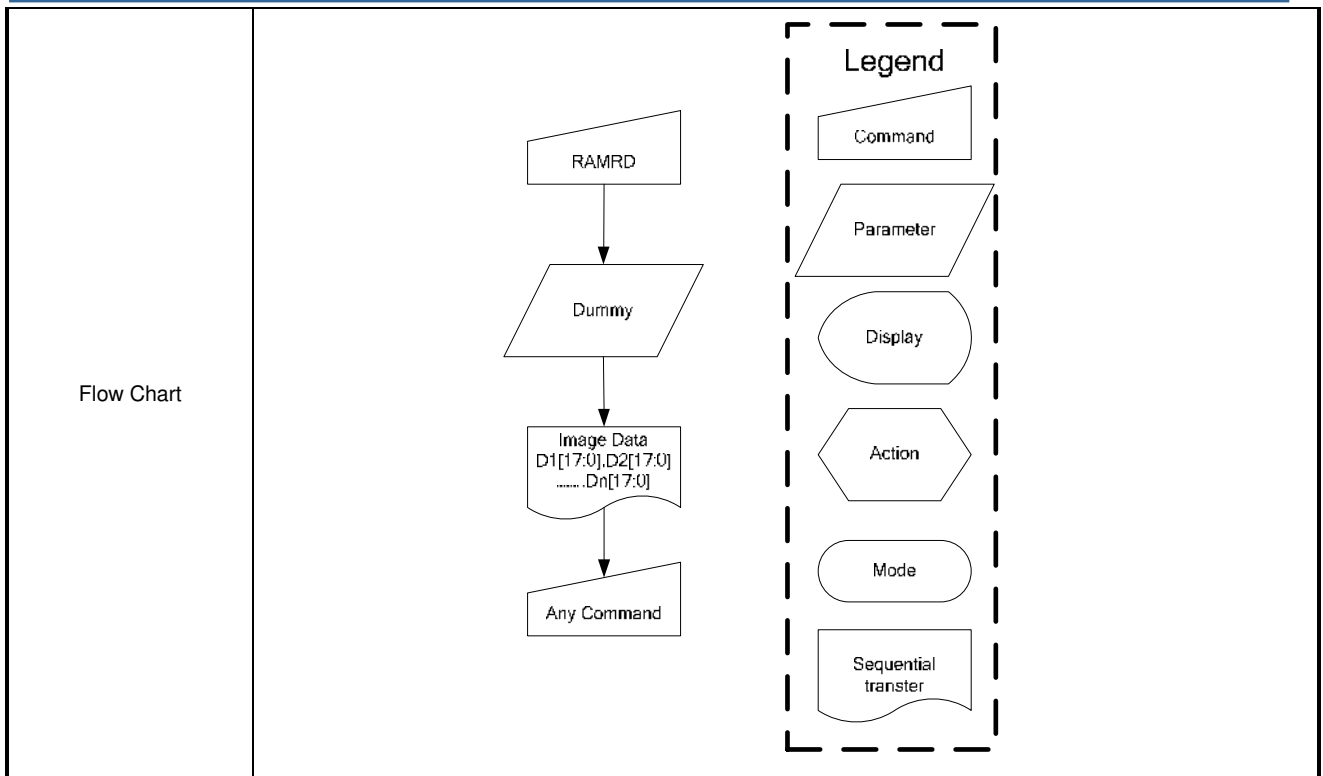 Flow Chart
RAMRD
Dummy
Image Data
D1[17:0],D2[17:0]
........Dn[17:0]
Any Command
Legend
Command
Parameter
Display
Action
Mode
Sequential
transter